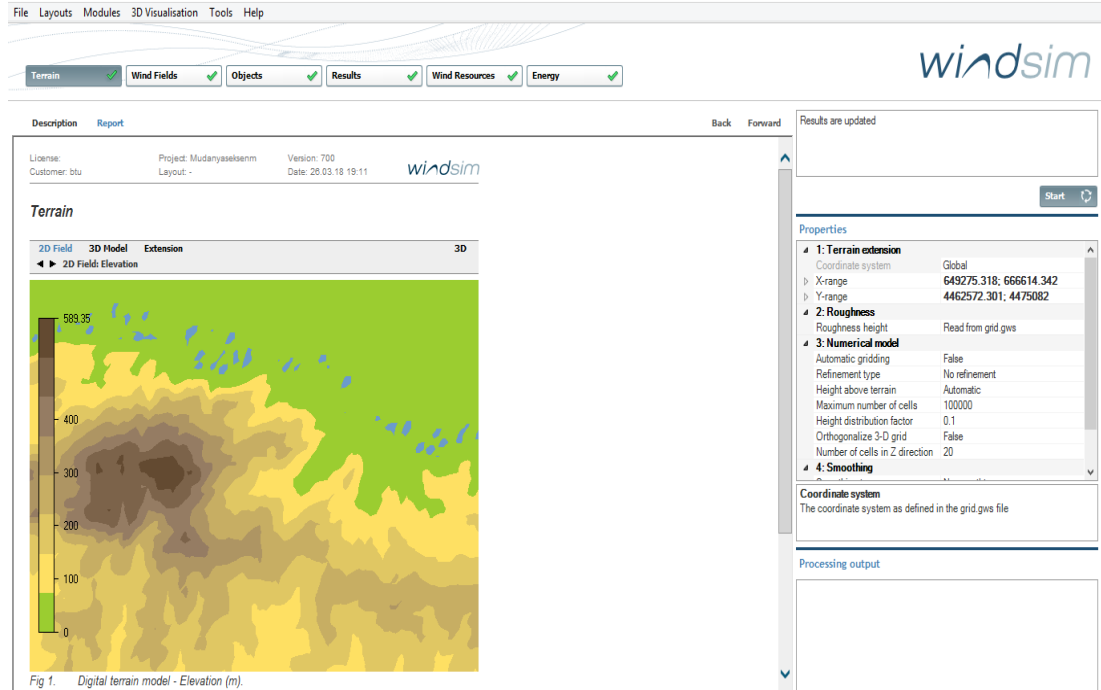 File Layouts Modules 3D Visualisation Tools Help
windsim
Terrain Wind Fields Objects Results Wind Resources Energy
Description Report Back Forward
License: Project: Mudanyaseksenm Version: 700
Customer: btu Layout: - Date: 26.03.18 19:11
windsim
Terrain
2D Field 3D Model Extension 3D
2D Field: Elevation
589.35
400
300
200
100
0
Fig 1. Digital terrain model - Elevation (m).
Results are updated
Start
Properties
1: Terrain extension
Coordinate system Global
X-range 649275.318; 666614.342
Y-range 4462572.301; 4475082
2: Roughness
Roughness height Read from grid.gws
3: Numerical model
Automatic gridding False
Refinement type No refinement
Height above terrain Automatic
Maximum number of cells 100000
Height distribution factor 0.1
Orthogonalize 3-D grid False
Number of cells in Z direction 20
4: Smoothing
Coordinate system
The coordinate system as defined in the grid.gws file
Processing output